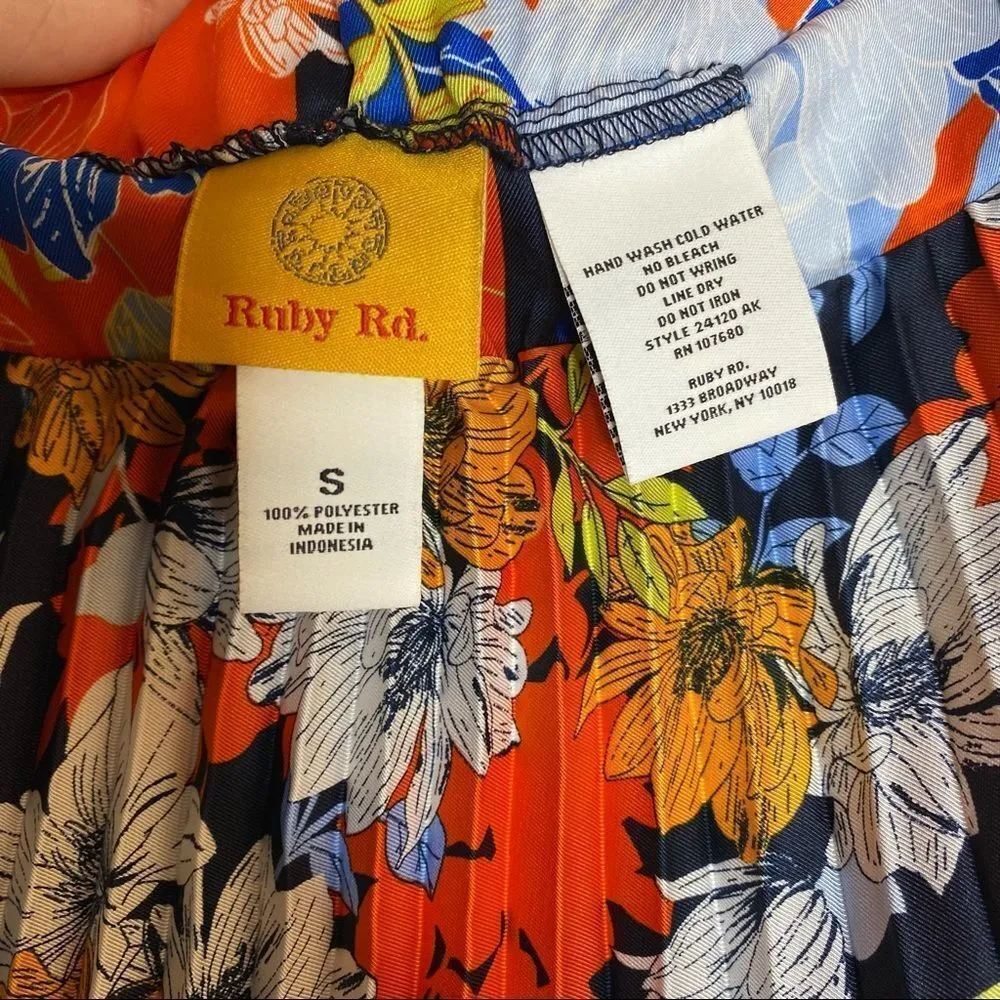 Ruby Rd.
S
100% POLYESTER
MADE IN
INDONESIA
HAND WASH COLD WATER
NO BLEACH
DO NOT WRING
LINE DRY
DO NOT IRON
STYLE 24120 AK
RN 107680
RUBY RD.
1333 BROADWAY
NEW YORK, NY 10018